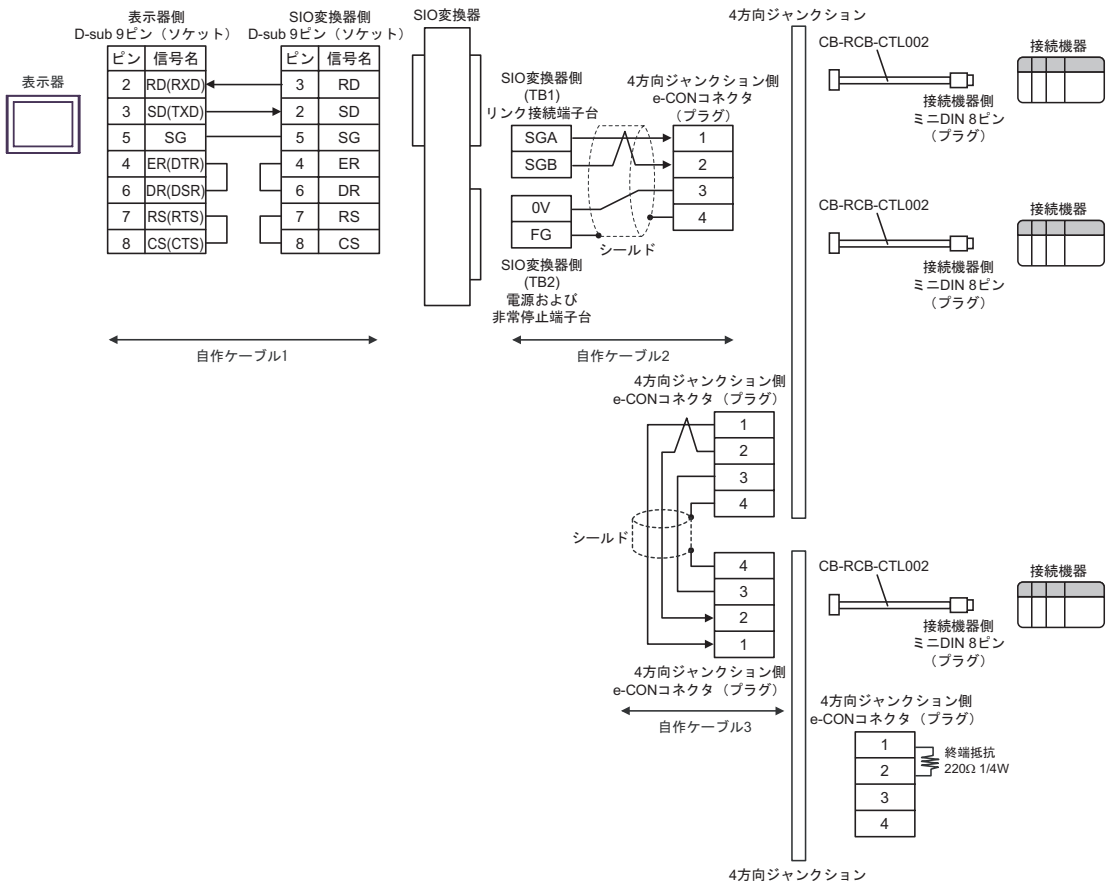 表示器
表示器側
D-sub 9ピン（ソケット）
ピン 信号名
2 RD(RXD)
3 SD(TXD)
5 SG
4 ER(DTR)
6 DR(DSR)
7 RS(RTS)
8 CS(CTS)
SIO変換器側
D-sub 9ピン（ソケット）
ピン 信号名
3 RD
2 SD
5 SG
4 ER
6 DR
7 RS
8 CS
自作ケーブル1
SIO変換器
SIO変換器側
(TB1)
リンク接続端子台
SGA
SGB
0V
FG
SIO変換器側
(TB2)
電源および
非常停止端子台
シールド
4方向ジャンクション側
e-CONコネクタ
（プラグ）
1
2
3
4
自作ケーブル2
4方向ジャンクション
CB-RCB-CTL002
接続機器側
ミニDIN 8ピン
（プラグ）
接続機器
CB-RCB-CTL002
接続機器側
ミニDIN 8ピン
（プラグ）
接続機器
4方向ジャンクション側
e-CONコネクタ（プラグ）
1
2
3
4
シールド
4
3
2
1
4方向ジャンクション側
e-CONコネクタ（プラグ）
自作ケーブル3
CB-RCB-CTL002
接続機器側
ミニDIN 8ピン
（プラグ）
接続機器
4方向ジャンクション側
e-CONコネクタ（プラグ）
1
2
3
4
終端抵抗
220Ω 1/4W
4方向ジャンクション